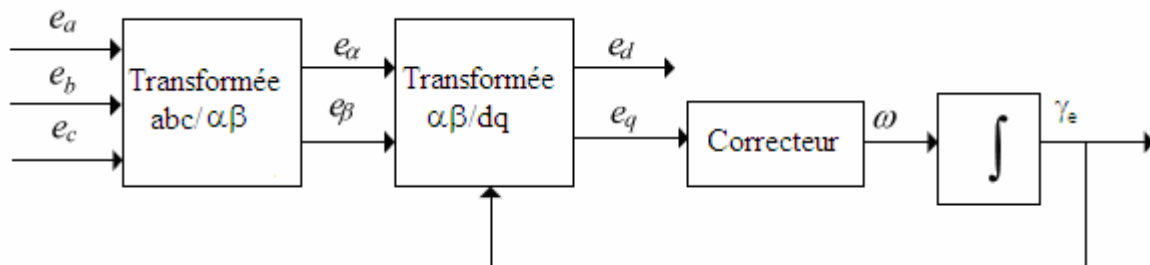 e_a
e_b
e_c
Transformée
abc/αβ
e_α
e_β
Transformée
αβ/dq
e_d
e_q
Correcteur
ω
∫
γ_e